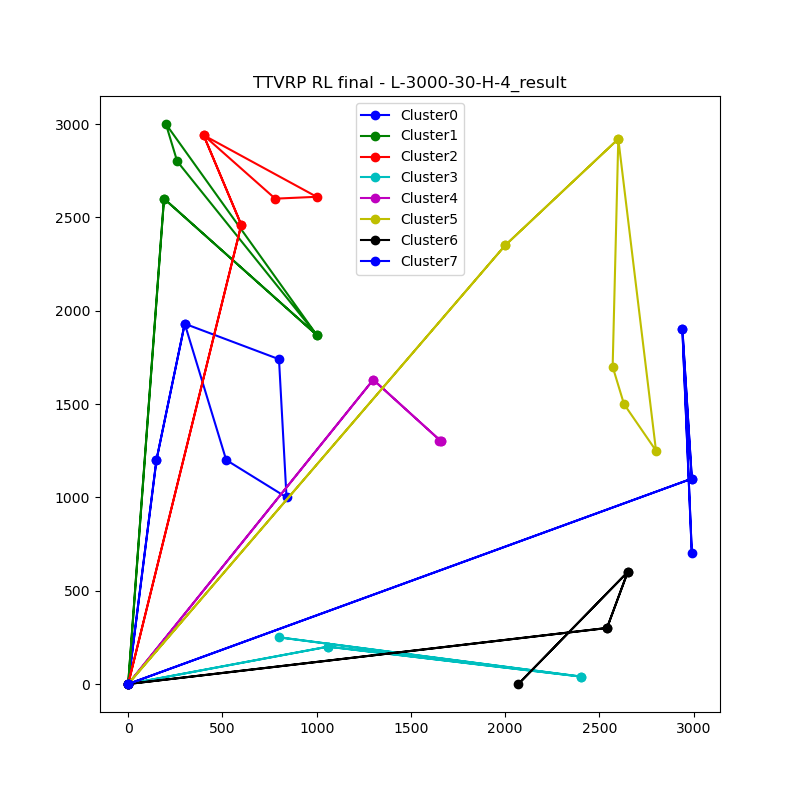 TTVRP RL final - L-3000-30-H-4_result
Cluster0
Cluster1
Cluster2
Cluster3
Cluster4
Cluster5
Cluster6
Cluster7
3000
2500
2000
1500
1000
500
0
0 500 1000 1500 2000 2500 3000